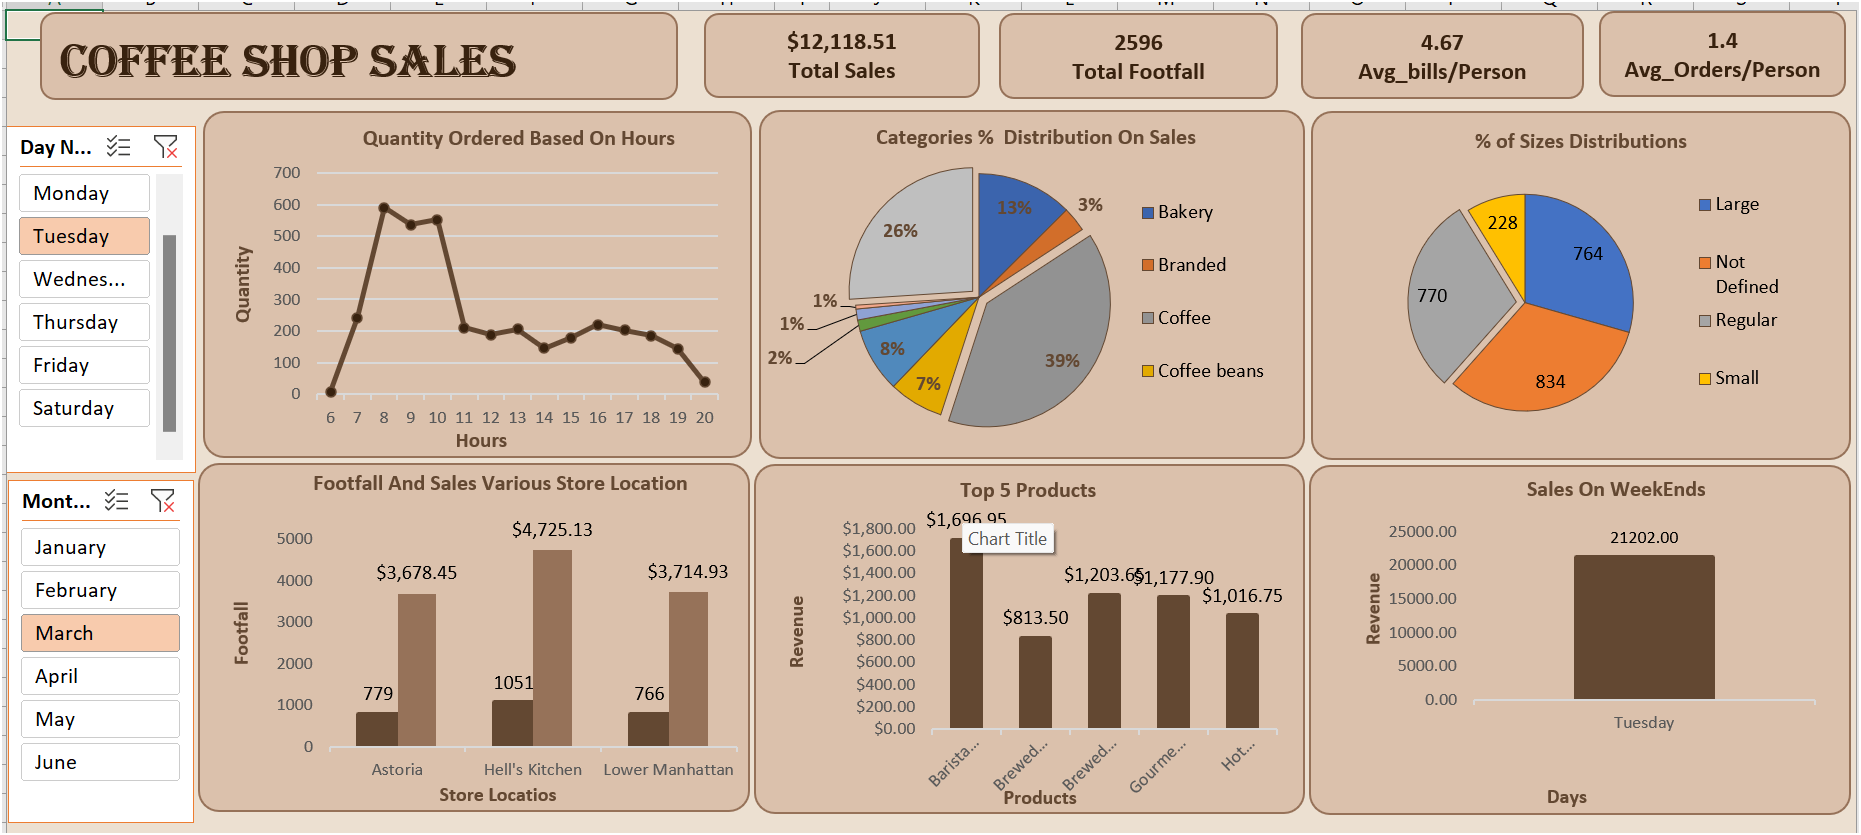 COFFEE SHOP SALES
$12,118.51
Total Sales
2596
Total Footfall
4.67
Avg_bills/Person
1.4
Avg_Orders/Person
Day N...
Monday
Tuesday
Wednes...
Thursday
Friday
Saturday
Mont...
January
February
March
April
May
June
Quantity Ordered Based On Hours
Quantity
700
600
500
400
300
200
100
0
6 7 8 9 10 11 12 13 14 15 16 17 18 19 20
Hours
Categories % Distribution On Sales
13%
3%
39%
7%
8%
2%
1%
1%
26%
Bakery
Branded
Coffee
Coffee beans
% of Sizes Distributions
764
834
770
228
Large
Not
Defined
Regular
Small
Footfall And Sales Various Store Location
Footfall
5000
4000
3000
2000
1000
0
779
$3,678.45
1051
$4,725.13
766
$3,714.93
Astoria
Hell's Kitchen
Lower Manhattan
Store Locatios
Top 5 Products
Revenue
$1,800.00
$1,600.00
$1,400.00
$1,200.00
$1,000.00
$800.00
$600.00
$400.00
$200.00
$0.00
$1,696.95
Chart Title
$813.50
$1,203.65
$1,177.90
$1,016.75
Barista...
Brewed...
Brewed...
Gourme...
Hot...
Products
Sales On WeekEnds
Revenue
25000.00
20000.00
15000.00
10000.00
5000.00
0.00
21202.00
Tuesday
Days